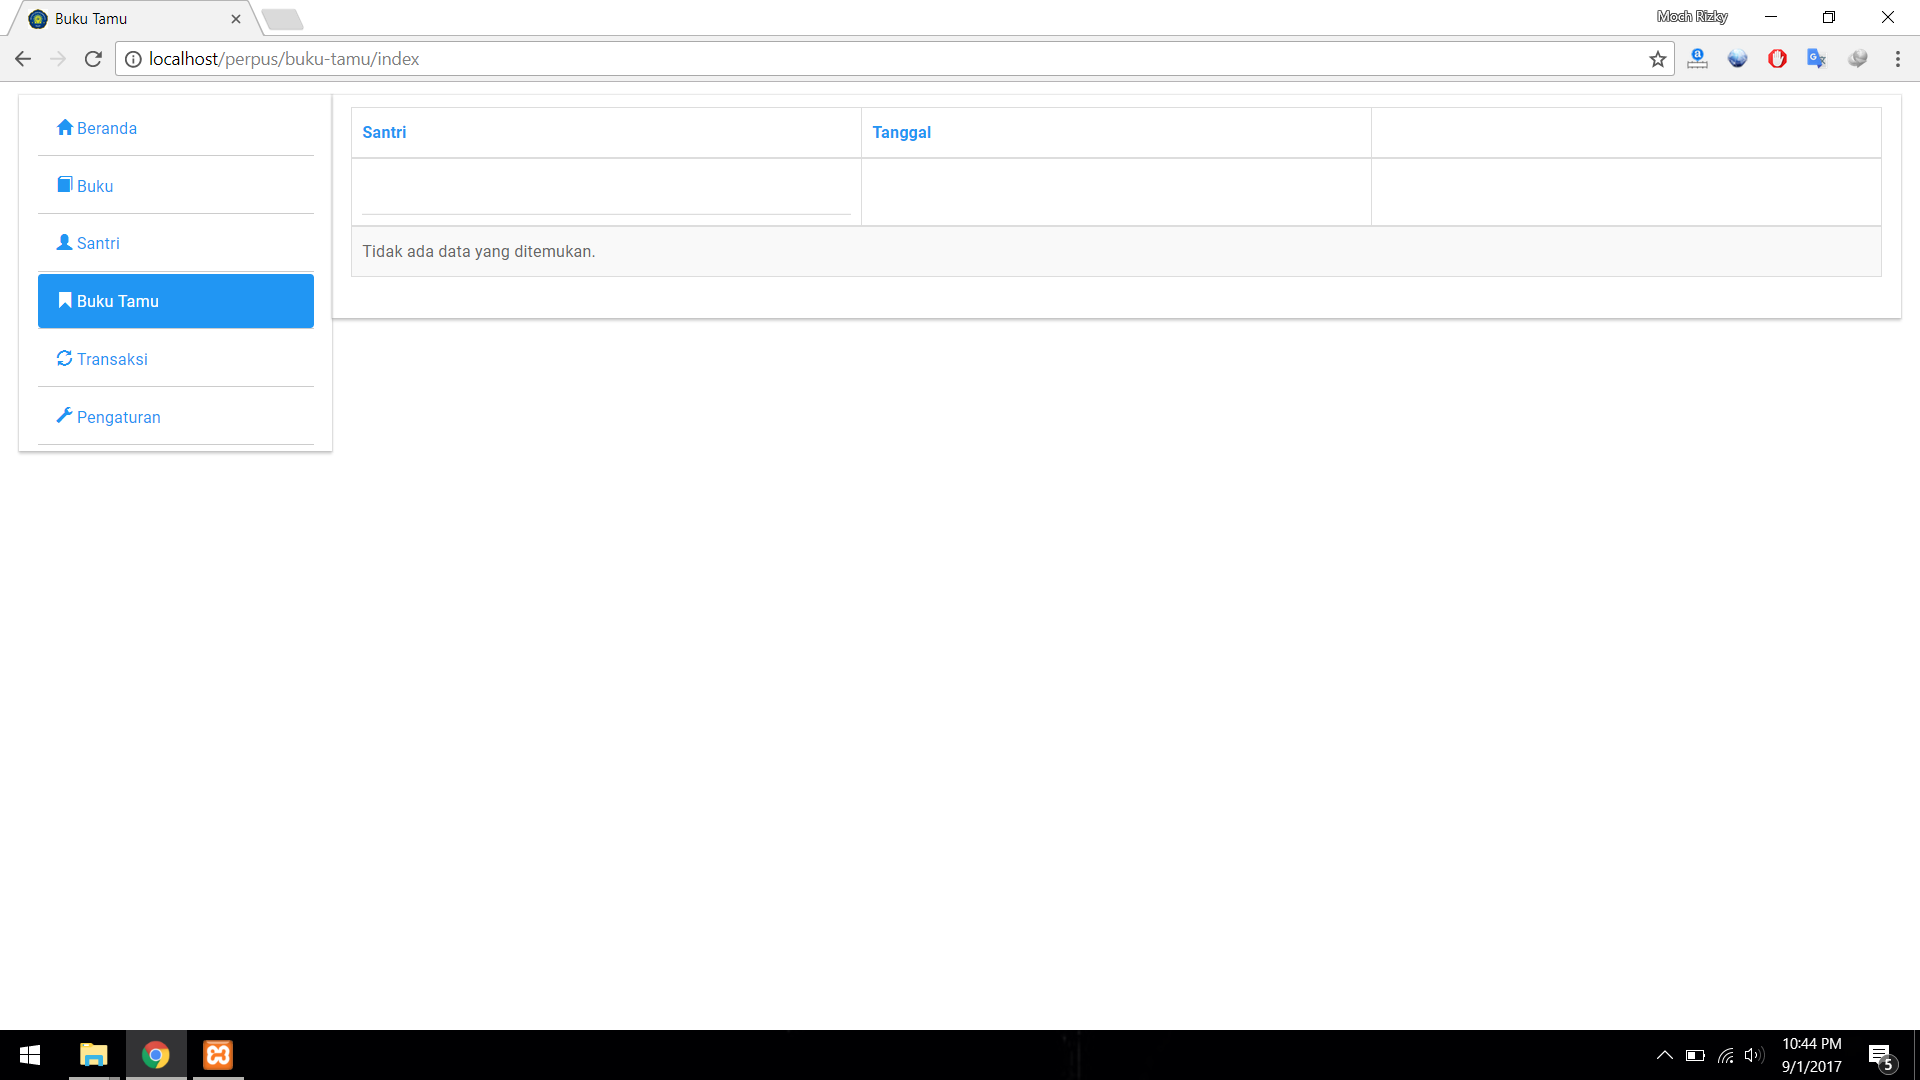 Buku Tamu
Moch Rizky
localhost/perpus/buku-tamu/index
Beranda
Buku
Santri
Buku Tamu
Transaksi
Pengaturan
Santri Tanggal
Tidak ada data yang ditemukan.
10:44 PM
9/1/2017
5